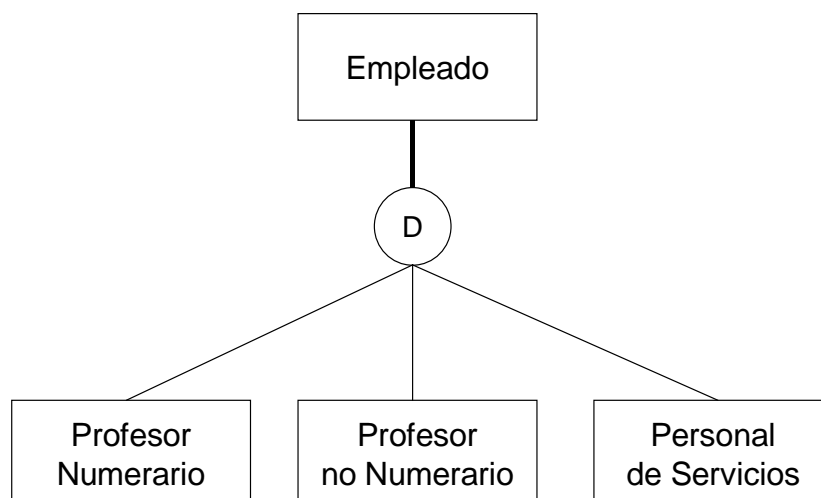 Empleado
D
Profesor
Numerario
Profesor
no Numerario
Personal
de Servicios